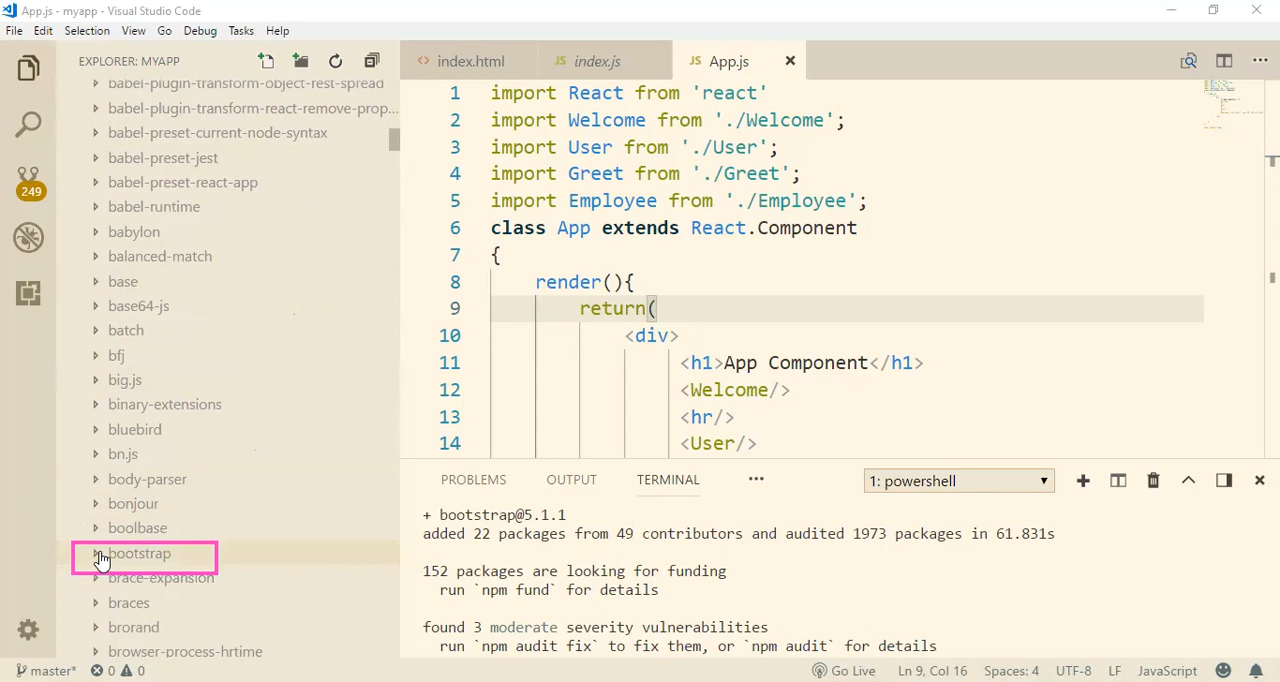 App.js - myapp - Visual Studio Code
File Edit Selection View Go Debug Tasks Help
EXPLORER: MYAPP
babel-plugin-transform-object-rest-spread
babel-plugin-transform-react-remove-prop...
babel-preset-current-node-syntax
babel-preset-jest
babel-preset-react-app
babel-runtime
babylon
balanced-match
base
base64-js
batch
bfj
big.js
binary-extensions
bluebird
bn.js
body-parser
bonjour
boolbase
bootstrap
brace-expansion
braces
brorand
browser-process-hrtime
249
<> index.html JS index.js JS App.js
1 import React from 'react'
2 import Welcome from './Welcome';
3 import User from './User';
4 import Greet from './Greet';
5 import Employee from './Employee';
6 class App extends React.Component
7 {
8 render(){
9 return(
10 <div>
11 <h1>App Component</h1>
12 <Welcome/>
13 <hr/>
14 <User/>
PROBLEMS OUTPUT TERMINAL ••• 1: powershell
+ bootstrap@5.1.1
added 22 packages from 49 contributors and audited 1973 packages in 61.831s
152 packages are looking for funding
run `npm fund` for details
found 3 moderate severity vulnerabilities
run `npm audit fix` to fix them, or `npm audit` for details
master* 0 0 Go Live Ln 9, Col 16 Spaces: 4 UTF-8 LF JavaScript